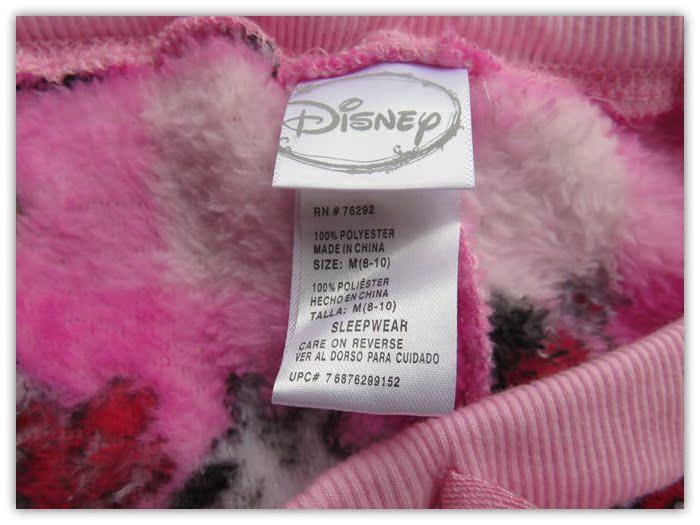 Disney
RN # 76292
100% POLYESTER
MADE IN CHINA
SIZE: M(8-10)
100% POLIÉSTER
HECHO EN CHINA
TALLA: M(8-10)
SLEEPWEAR
CARE ON REVERSE
VER AL DORSO PARA CUIDADO
UPC# 7 6876299152